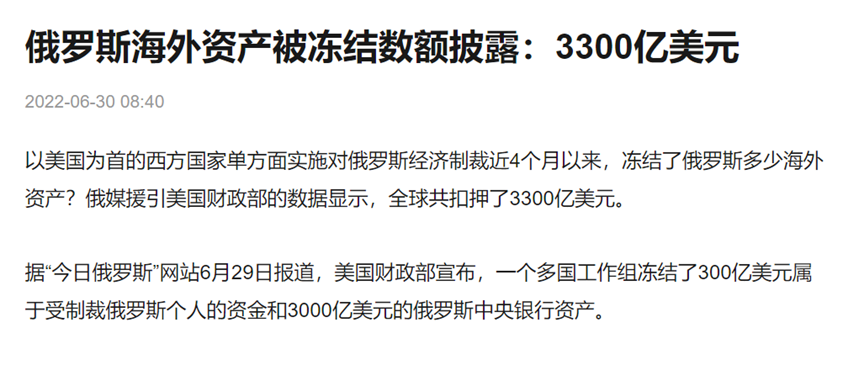 俄罗斯海外资产被冻结数额披露：3300亿美元
2022-06-30 08:40
以美国为首的西方国家单方面实施对俄罗斯经济制裁近4个月以来，冻结了俄罗斯多少海外
资产？俄媒援引美国财政部的数据显示，全球共扣押了3300亿美元。
据“今日俄罗斯”网站6月29日报道，美国财政部宣布，一个多国工作组冻结了300亿美元属
于受制裁俄罗斯个人的资金和3000亿美元的俄罗斯中央银行资产。